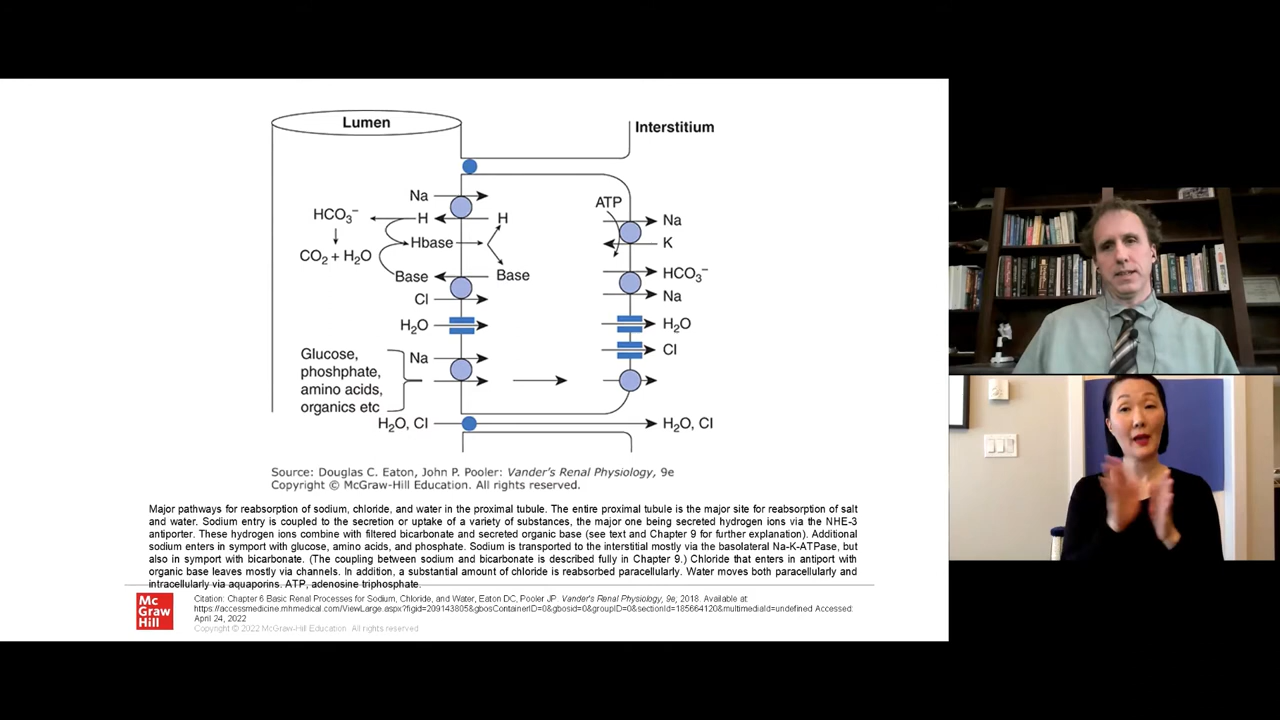 Lumen
Interstitium
Na
H
H
HCO₃⁻
Hbase
CO₂ + H₂O
Base
Base
Cl
H₂O
Glucose,
phoshphate,
amino acids,
organics etc
Na
H₂O, Cl
ATP
Na
K
HCO₃⁻
Na
H₂O
Cl
H₂O, Cl
Source: Douglas C. Eaton, John P. Pooler: Vander's Renal Physiology, 9e
Copyright © McGraw-Hill Education. All rights reserved.
Major pathways for reabsorption of sodium, chloride, and water in the proximal tubule. The entire proximal tubule is the major site for reabsorption of salt
and water. Sodium entry is coupled to the secretion or uptake of a variety of substances, the major one being secreted hydrogen ions via the NHE-3
antiporter. These hydrogen ions combine with filtered bicarbonate and secreted organic base (see text and Chapter 9 for further explanation). Additional
sodium enters in symport with glucose, amino acids, and phosphate. Sodium is transported to the interstitial mostly via the basolateral Na-K-ATPase, but
also in symport with bicarbonate. (The coupling between sodium and bicarbonate is described fully in Chapter 9.) Chloride that enters in antiport with
organic base leaves mostly via channels. In addition, a substantial amount of chloride is reabsorbed paracellularly. Water moves both paracellularly and
intracellularly via aquaporins. ATP, adenosine triphosphate.
Mc
Graw
Hill
Citation: Chapter 6 Basic Renal Processes for Sodium, Chloride, and Water, Eaton DC, Pooler JP. Vander's Renal Physiology, 9e; 2018. Available at:
https://accessmedicine.mhmedical.com/ViewLarge.aspx?figid=209143805&gbosContainerID=0&gbosid=0&groupID=0&sectionId=185664120&multimediaId=undefined Accessed:
April 24, 2022
Copyright © 2022 McGraw-Hill Education. All rights reserved